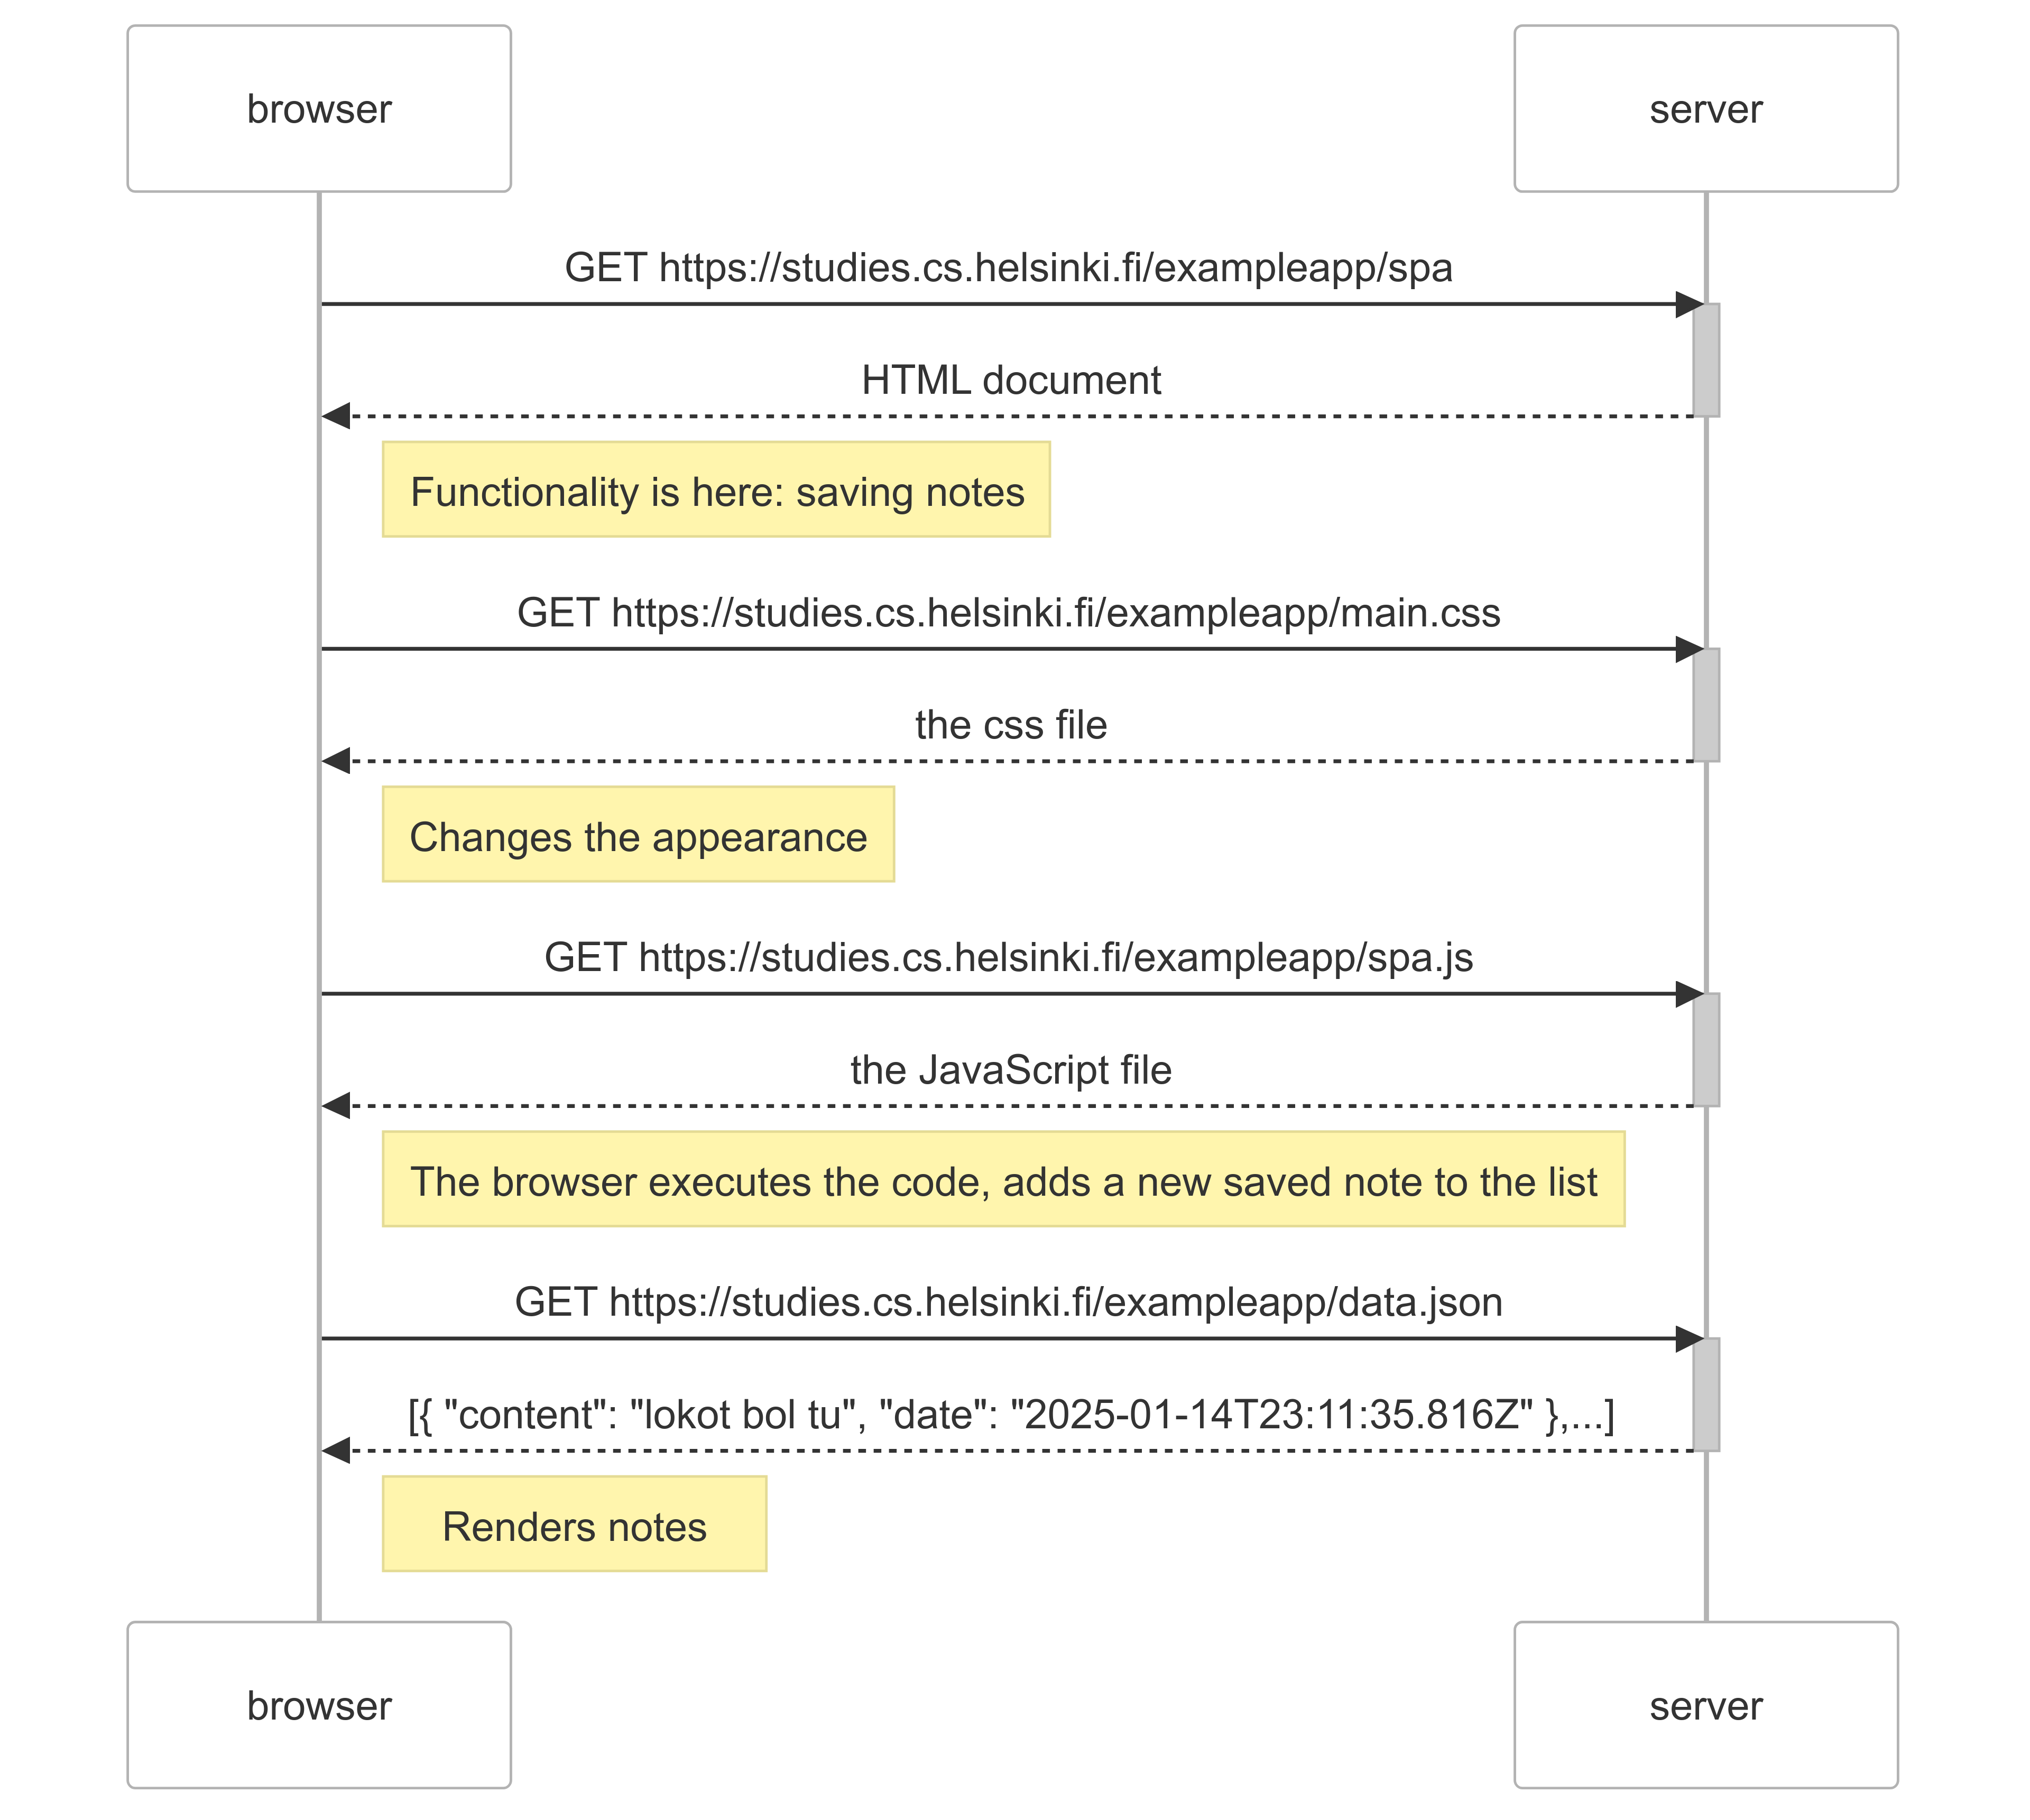 browser
server
GET https://studies.cs.helsinki.fi/exampleapp/spa
HTML document
Functionality is here: saving notes
GET https://studies.cs.helsinki.fi/exampleapp/main.css
the css file
Changes the appearance
GET https://studies.cs.helsinki.fi/exampleapp/spa.js
the JavaScript file
The browser executes the code, adds a new saved note to the list
GET https://studies.cs.helsinki.fi/exampleapp/data.json
[{ "content": "lokot bol tu", "date": "2025-01-14T23:11:35.816Z" },...]
Renders notes
browser
server